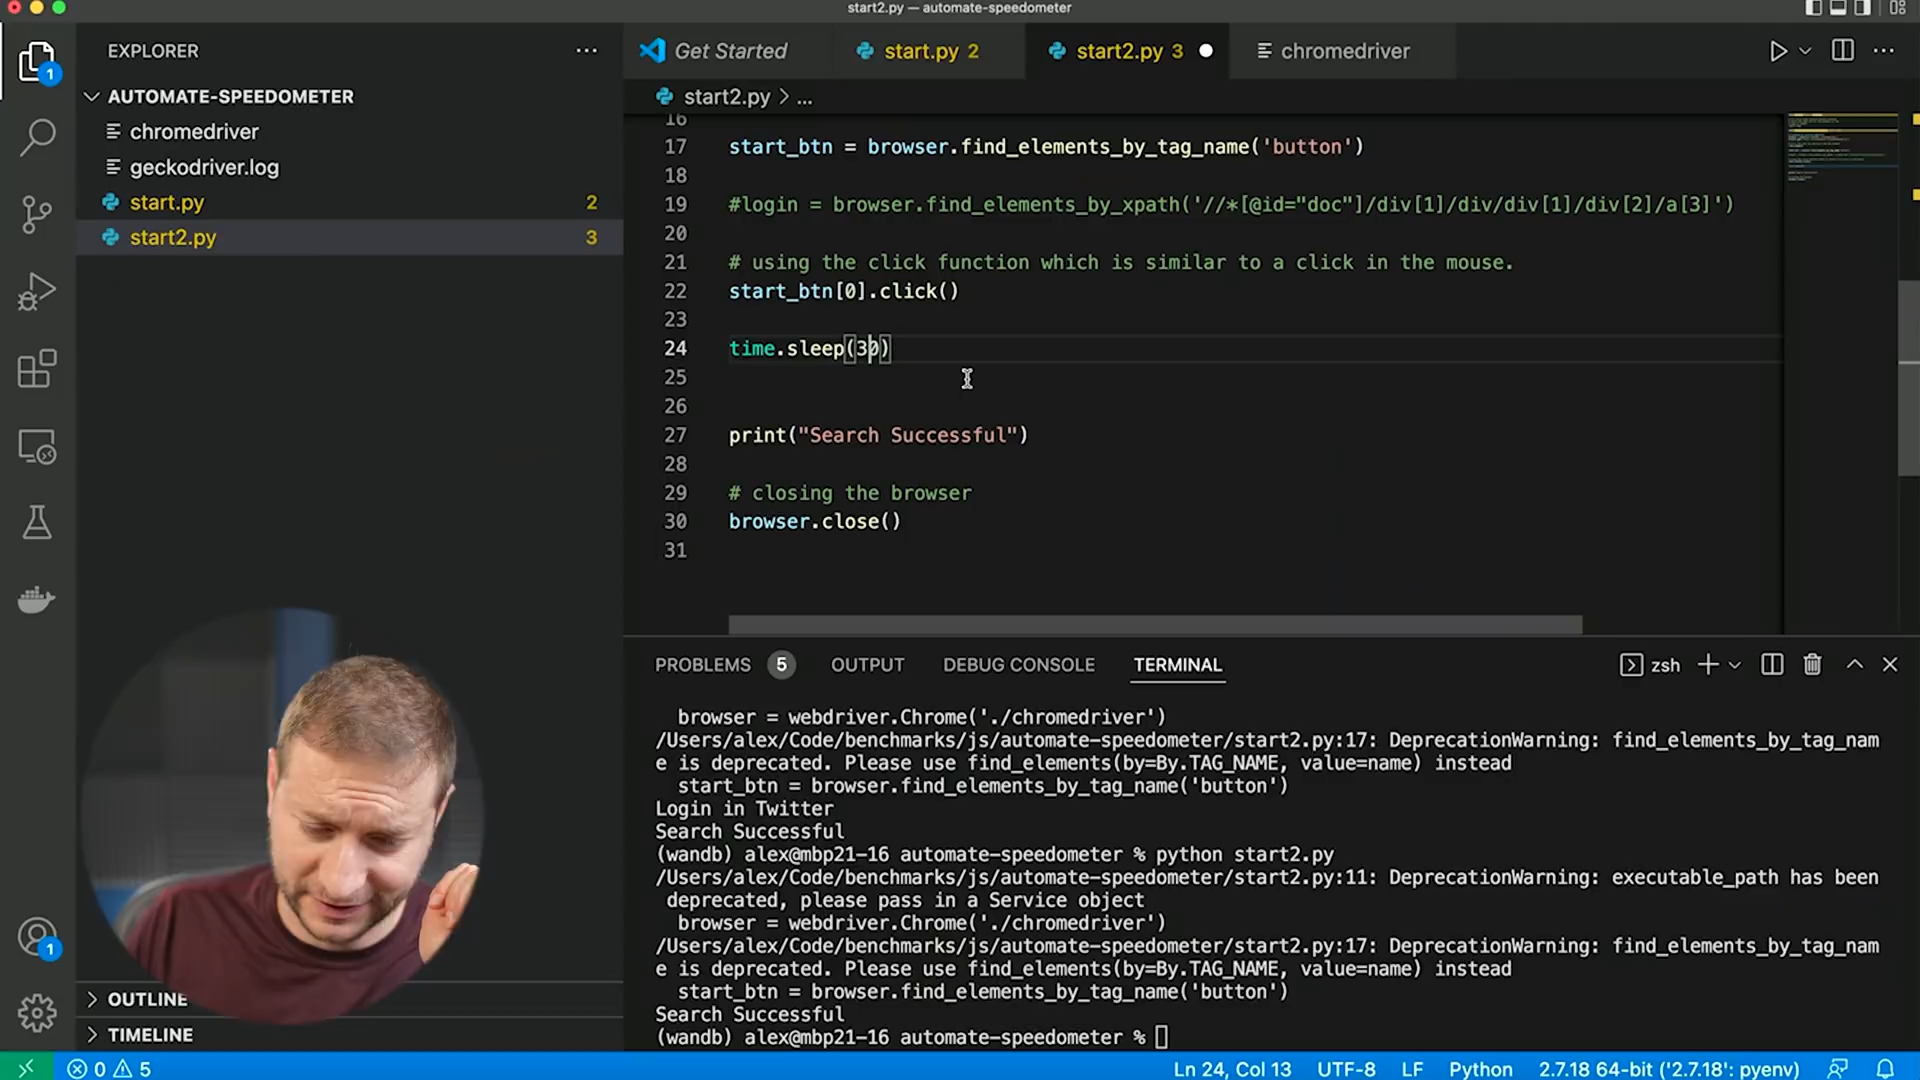 start2.py — automate-speedometer
EXPLORER
AUTOMATE-SPEEDOMETER
chromedriver
geckodriver.log
start.py 2
start2.py 3
OUTLINE
TIMELINE
1
1
Get Started
start.py 2
start2.py 3
chromedriver
start2.py > ...
16
17 start_btn = browser.find_elements_by_tag_name('button')
18
19 #login = browser.find_elements_by_xpath('//*[@id="doc"]/div[1]/div/div[1]/div[2]/a[3]')
20
21 # using the click function which is similar to a click in the mouse.
22 start_btn[0].click()
23
24 time.sleep(30)
25
26
27 print("Search Successful")
28
29 # closing the browser
30 browser.close()
31
PROBLEMS 5 OUTPUT DEBUG CONSOLE TERMINAL
zsh
browser = webdriver.Chrome('./chromedriver')
/Users/alex/Code/benchmarks/js/automate-speedometer/start2.py:17: DeprecationWarning: find_elements_by_tag_nam
e is deprecated. Please use find_elements(by=By.TAG_NAME, value=name) instead
start_btn = browser.find_elements_by_tag_name('button')
Login in Twitter
Search Successful
(wandb) alex@mbp21-16 automate-speedometer % python start2.py
/Users/alex/Code/benchmarks/js/automate-speedometer/start2.py:11: DeprecationWarning: executable_path has been
deprecated, please pass in a Service object
browser = webdriver.Chrome('./chromedriver')
/Users/alex/Code/benchmarks/js/automate-speedometer/start2.py:17: DeprecationWarning: find_elements_by_tag_nam
e is deprecated. Please use find_elements(by=By.TAG_NAME, value=name) instead
start_btn = browser.find_elements_by_tag_name('button')
Search Successful
(wandb) alex@mbp21-16 automate-speedometer %
0 5
Ln 24, Col 13 UTF-8 LF Python 2.7.18 64-bit ('2.7.18': pyenv)